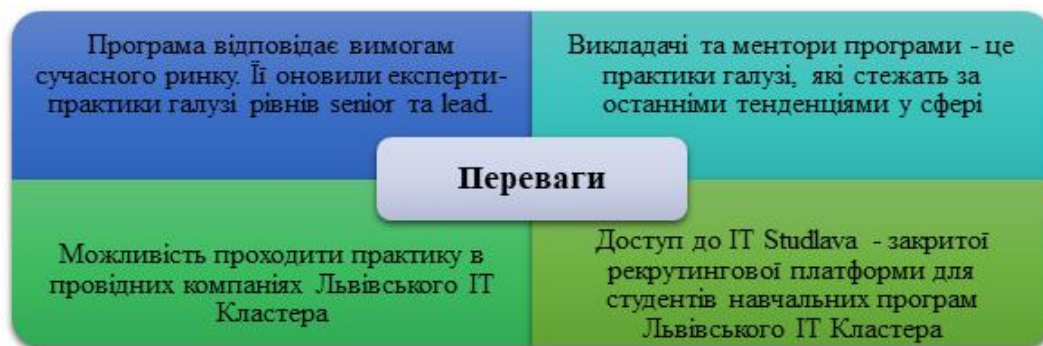 Програма відповідає вимогам
сучасного ринку. Її оновили експерти-
практики галузі рівнів senior та lead.
Викладачі та ментори програми - це
практики галузі, які стежать за
останніми тенденціями у сфері
Переваги
Можливість проходити практику в
провідних компаніях Львівського ІТ
Кластера
Доступ до IT Studlava - закритої
рекрутингової платформи для
студентів навчальних програм
Львівського ІТ Кластера